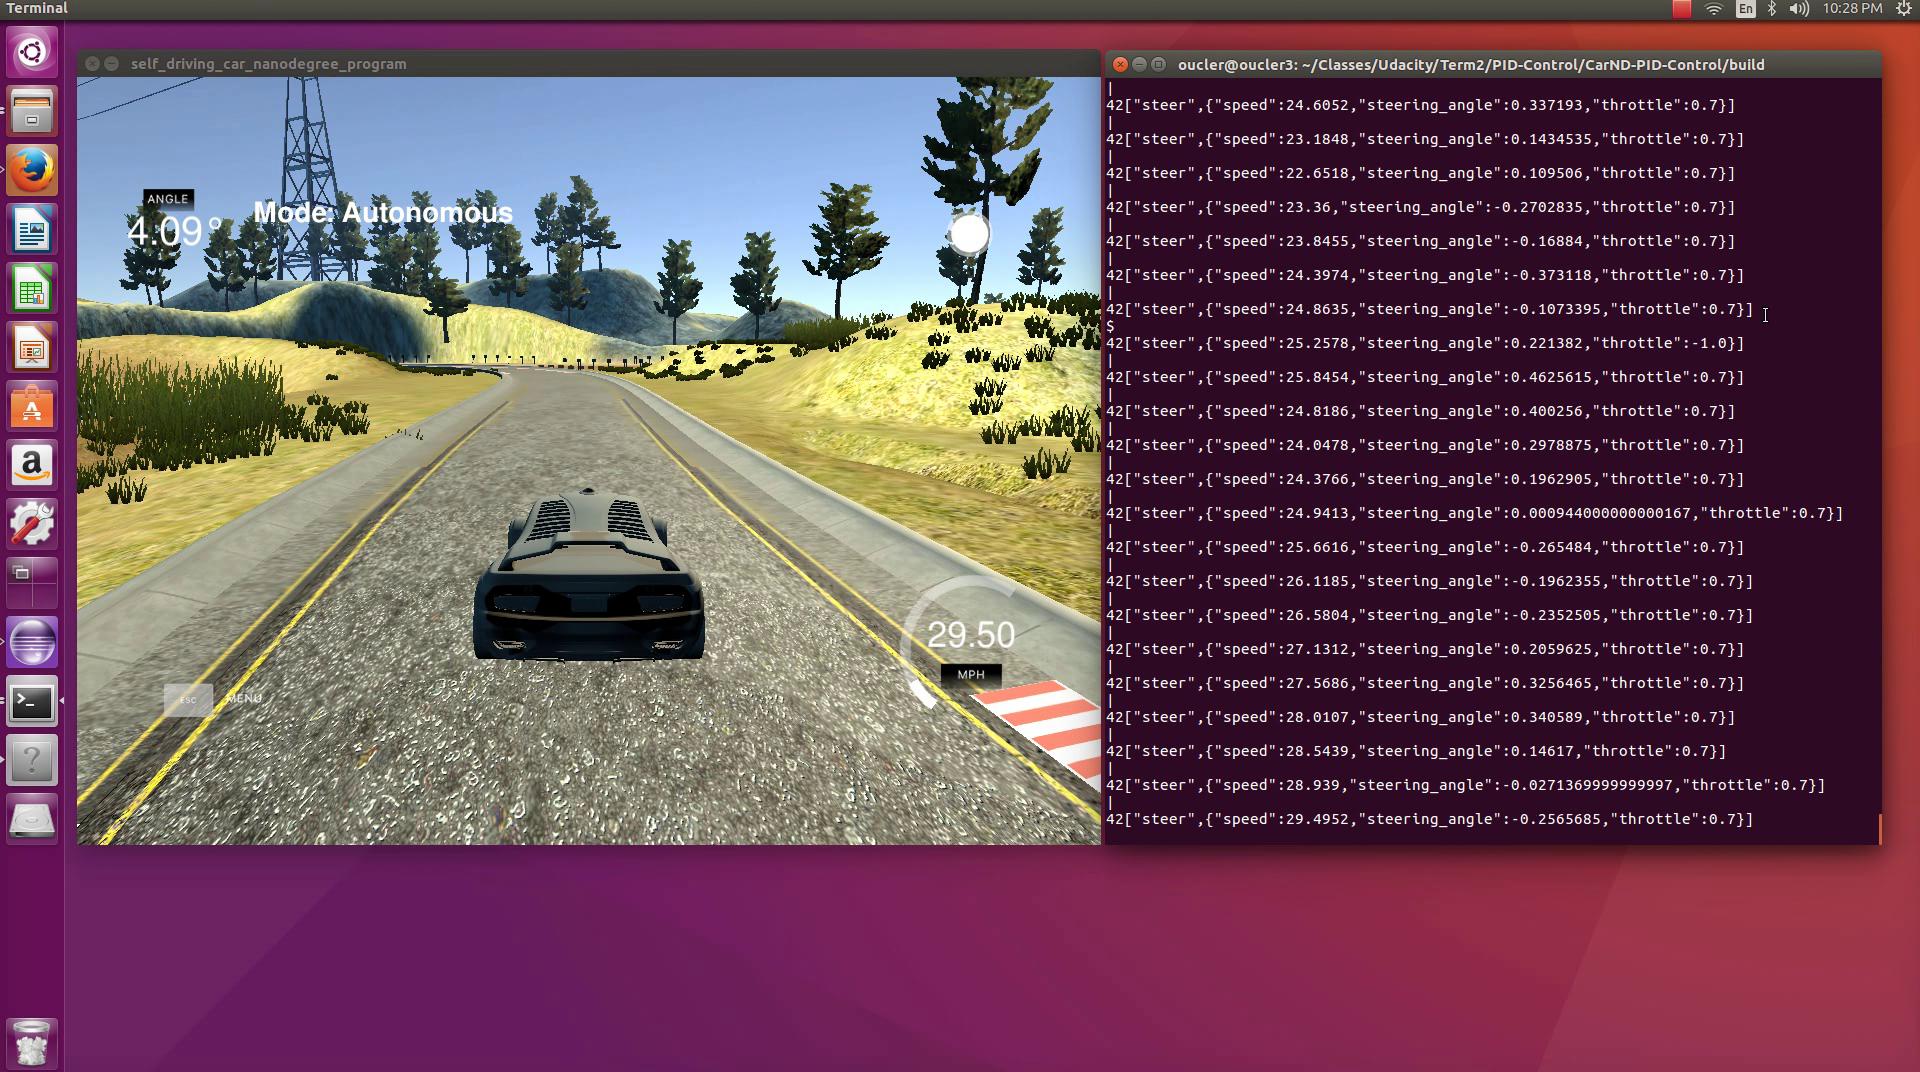 Terminal
En
10:28 PM
self_driving_car_nanodegree_program
ANGLE
4.09°
Mode: Autonomous
29.50
MPH
ESC
MENU
oucler@oucler3: ~/Classes/Udacity/Term2/PID-Control/CarND-PID-Control/build
|
42["steer",{"speed":24.6052,"steering_angle":0.337193,"throttle":0.7}]
|
42["steer",{"speed":23.1848,"steering_angle":0.1434535,"throttle":0.7}]
|
42["steer",{"speed":22.6518,"steering_angle":0.109506,"throttle":0.7}]
|
42["steer",{"speed":23.36,"steering_angle":-0.2702835,"throttle":0.7}]
|
42["steer",{"speed":23.8455,"steering_angle":-0.16884,"throttle":0.7}]
|
42["steer",{"speed":24.3974,"steering_angle":-0.373118,"throttle":0.7}]
|
42["steer",{"speed":24.8635,"steering_angle":-0.1073395,"throttle":0.7}]
$
42["steer",{"speed":25.2578,"steering_angle":0.221382,"throttle":-1.0}]
|
42["steer",{"speed":25.8454,"steering_angle":0.4625615,"throttle":0.7}]
|
42["steer",{"speed":24.8186,"steering_angle":0.400256,"throttle":0.7}]
|
42["steer",{"speed":24.0478,"steering_angle":0.2978875,"throttle":0.7}]
|
42["steer",{"speed":24.3766,"steering_angle":0.1962905,"throttle":0.7}]
|
42["steer",{"speed":24.9413,"steering_angle":0.000944000000000167,"throttle":0.7}]
|
42["steer",{"speed":25.6616,"steering_angle":-0.265484,"throttle":0.7}]
|
42["steer",{"speed":26.1185,"steering_angle":-0.1962355,"throttle":0.7}]
|
42["steer",{"speed":26.5804,"steering_angle":-0.2352505,"throttle":0.7}]
|
42["steer",{"speed":27.1312,"steering_angle":0.2059625,"throttle":0.7}]
|
42["steer",{"speed":27.5686,"steering_angle":0.3256465,"throttle":0.7}]
|
42["steer",{"speed":28.0107,"steering_angle":0.340589,"throttle":0.7}]
|
42["steer",{"speed":28.5439,"steering_angle":0.14617,"throttle":0.7}]
|
42["steer",{"speed":28.939,"steering_angle":-0.0271369999999997,"throttle":0.7}]
|
42["steer",{"speed":29.4952,"steering_angle":-0.2565685,"throttle":0.7}]